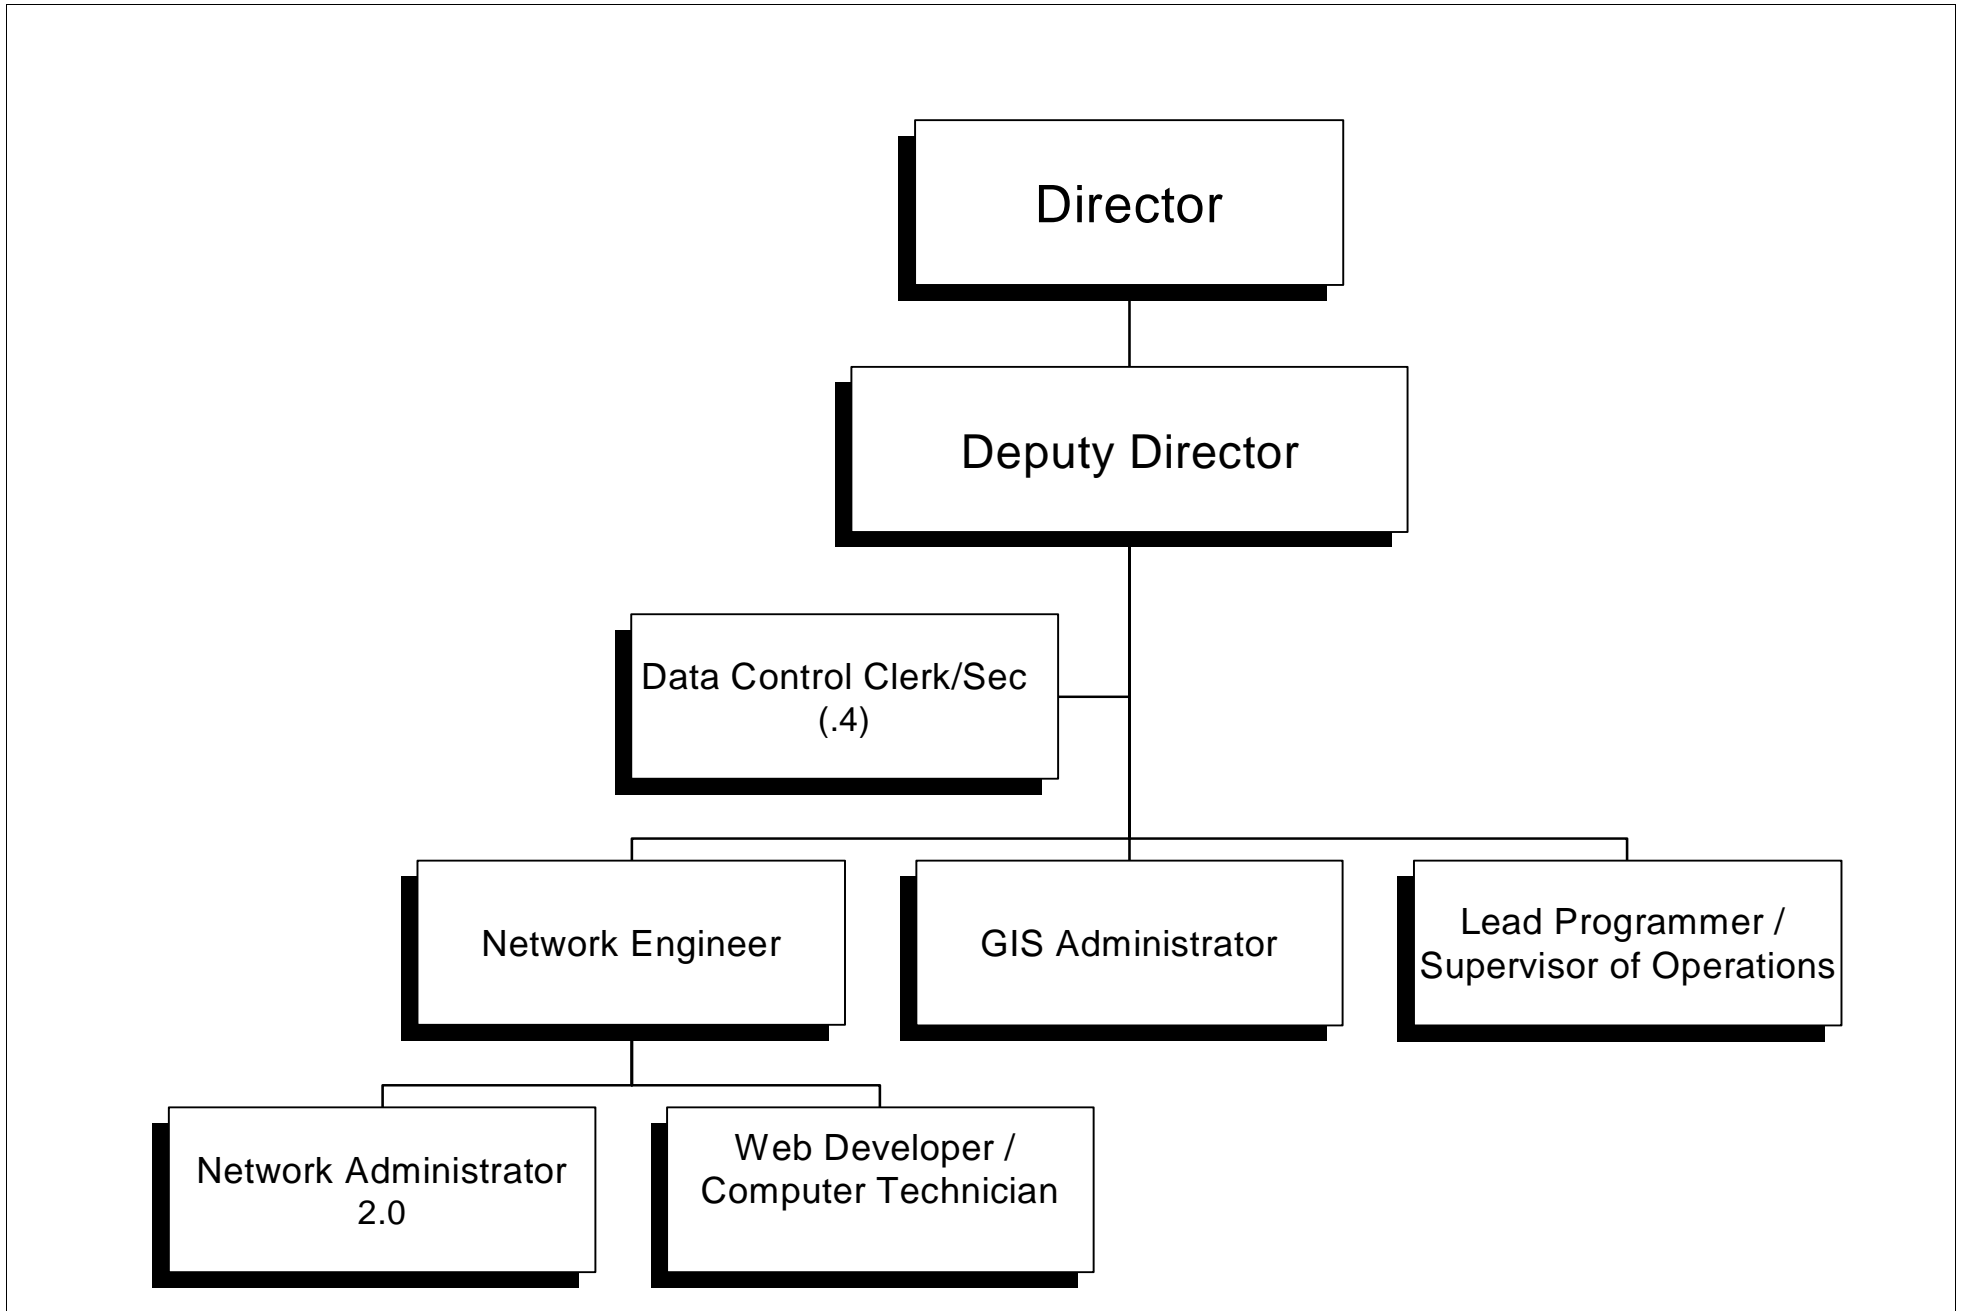 Director
Deputy Director
Data Control Clerk/Sec
(.4)
Network Engineer
GIS Administrator
Lead Programmer /
Supervisor of Operations
Network Administrator
2.0
Web Developer /
Computer Technician